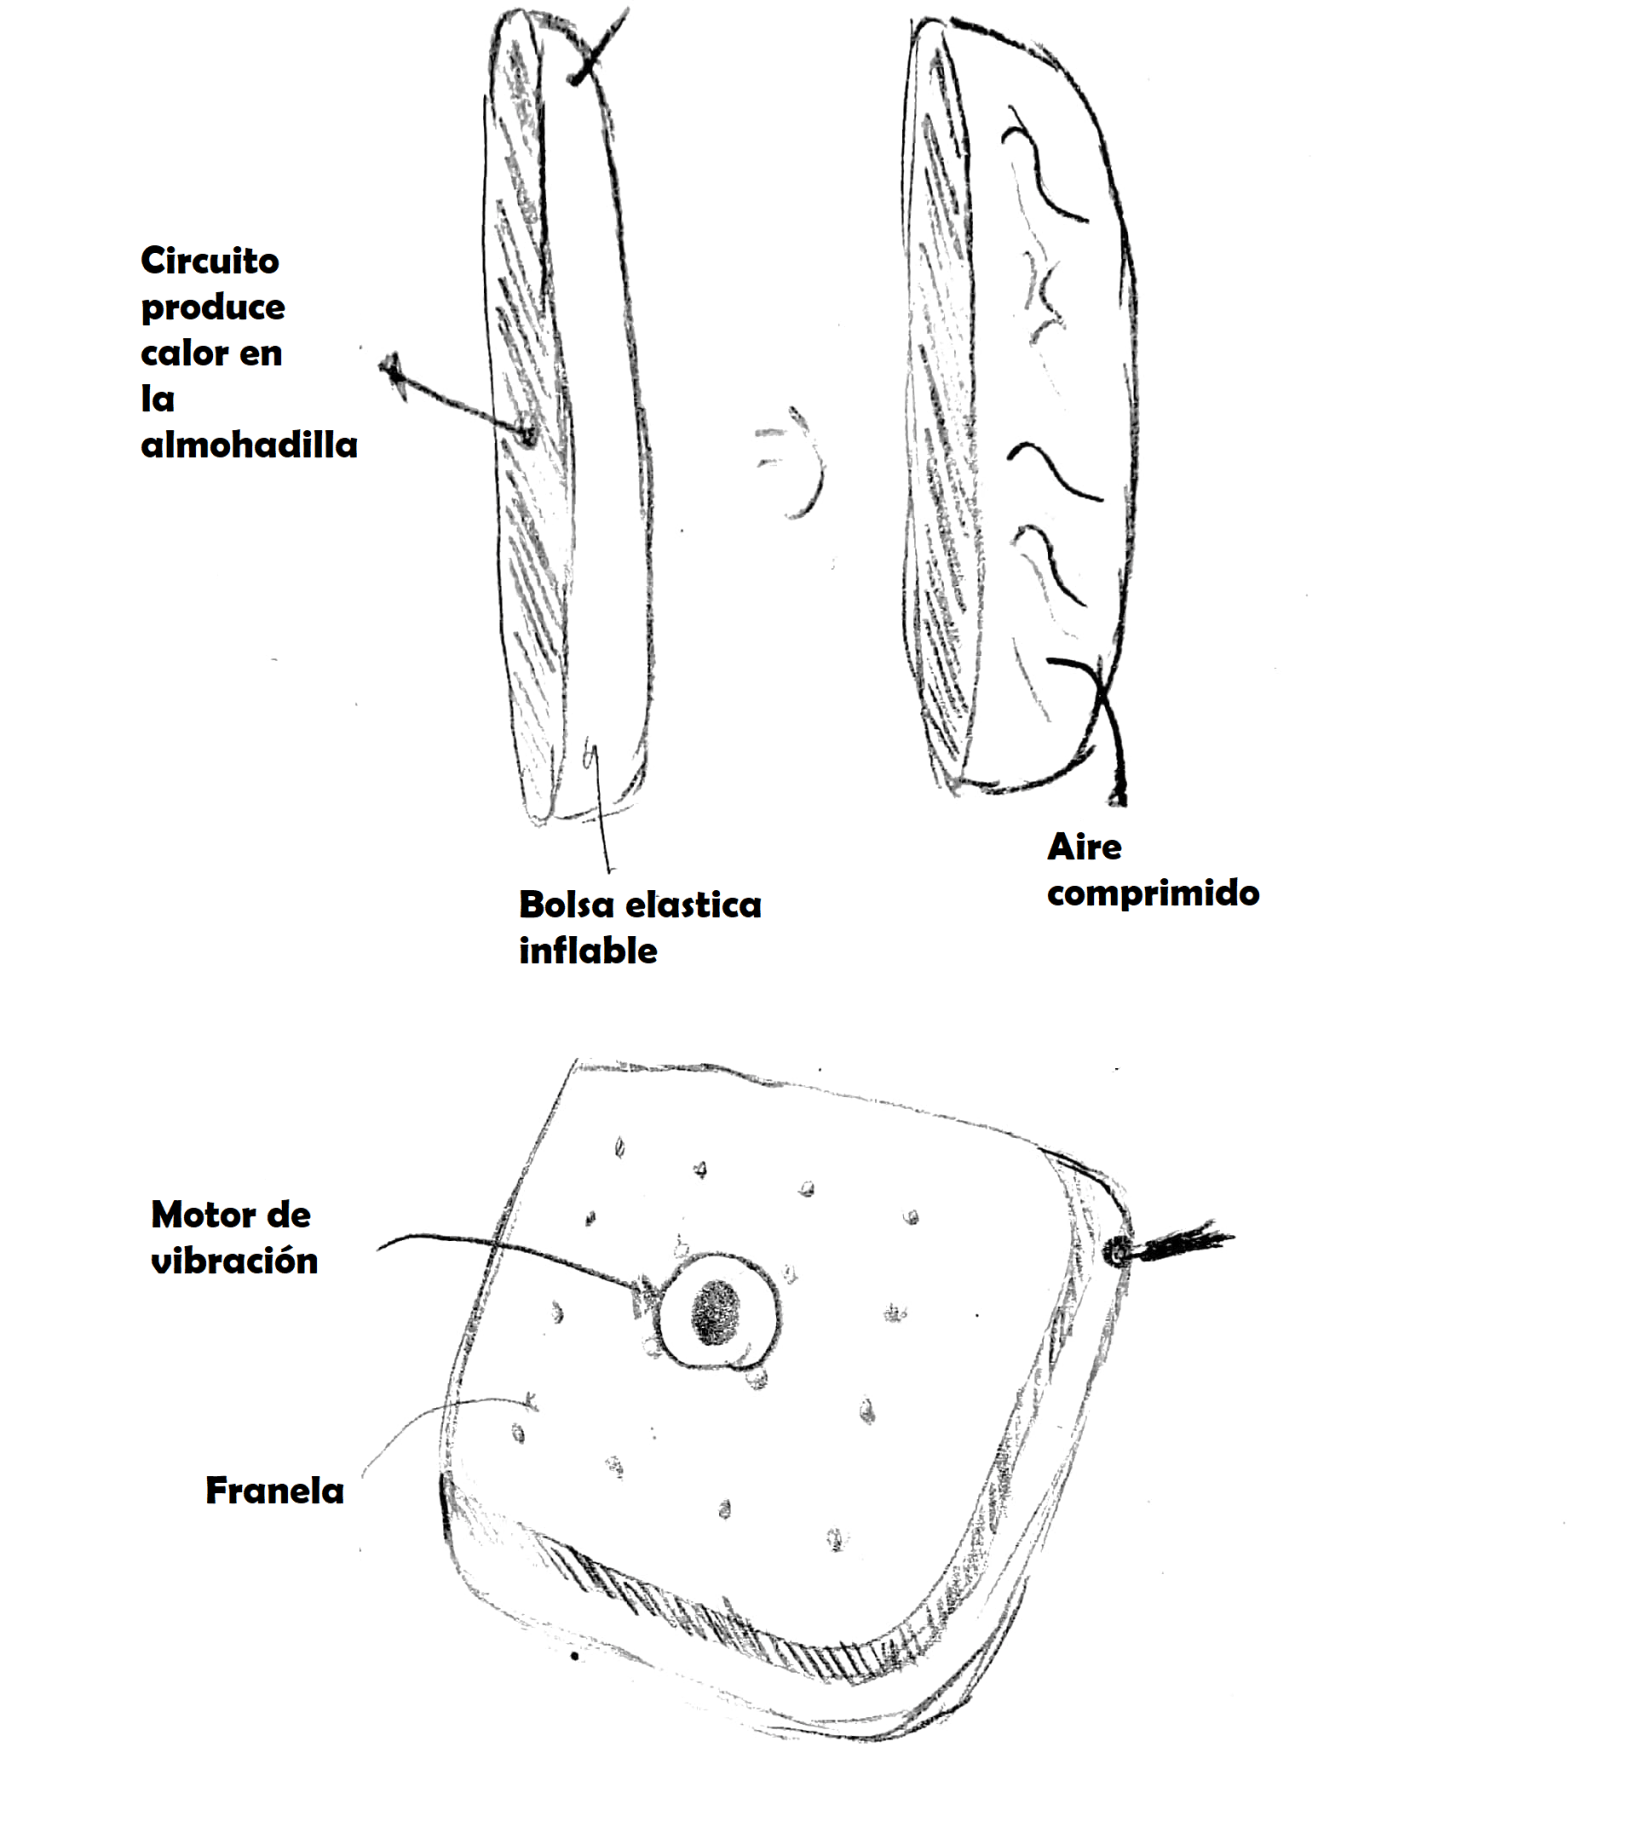 Circuito
produce
calor en
la
almohadilla
Bolsa elastica
inflable
Aire
comprimido
Motor de
vibración
Franela